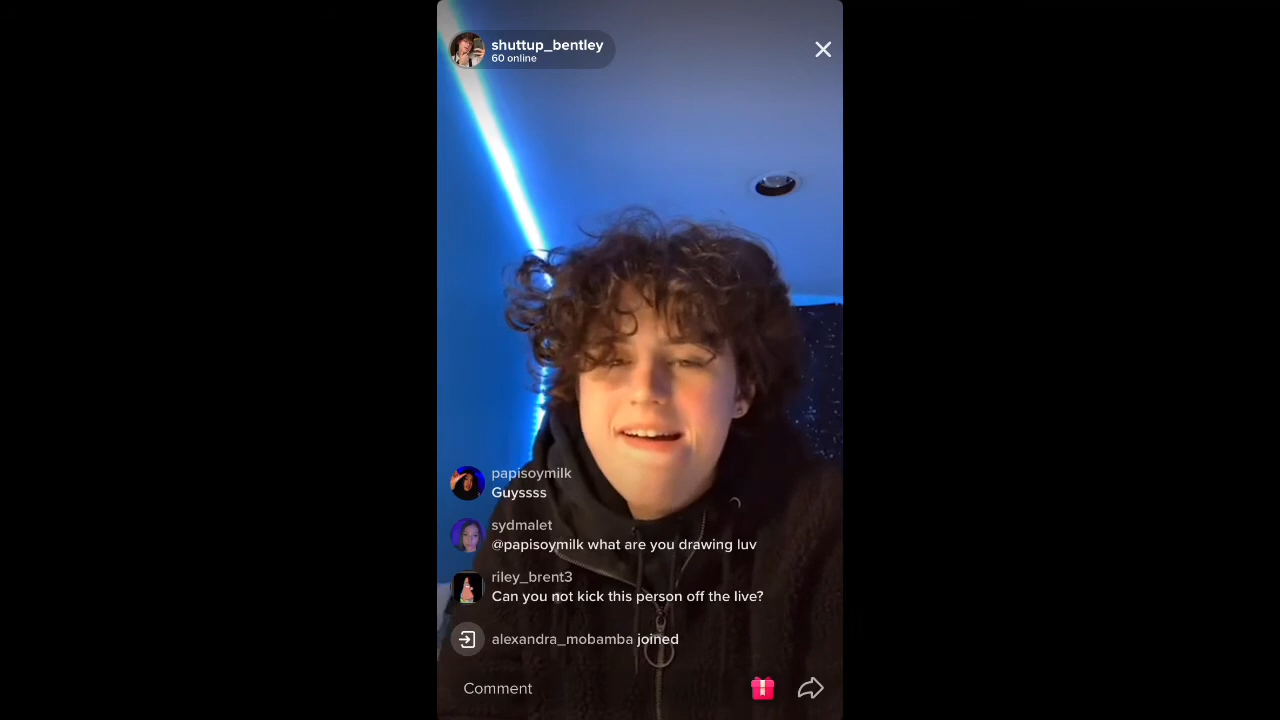 shuttup_bentley
60 online
papisoymilk
Guyssss
sydmalet
@papisoymilk what are you drawing luv
riley_brent3
Can you not kick this person off the live?
alexandra_mobamba joined
Comment